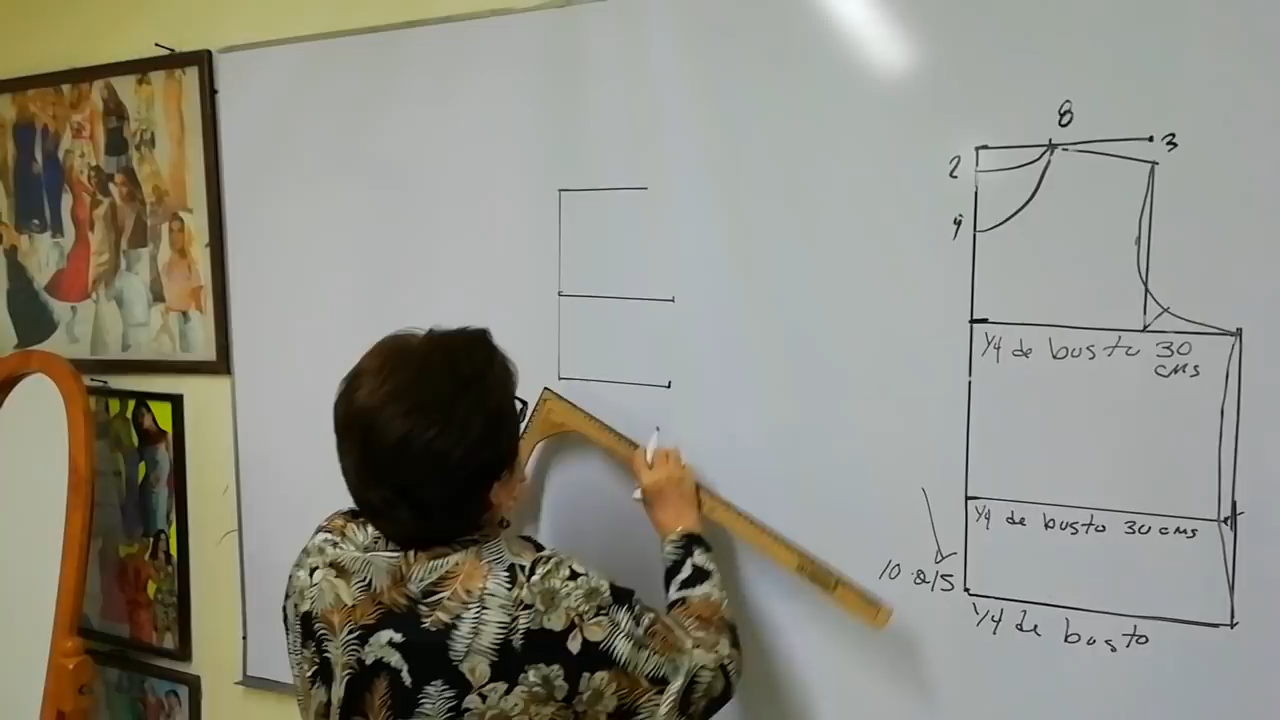 8
3
2
4
1/4 de busto 30
cms
1/4 de busto 30 cms
10 a 15
1/4 de busto